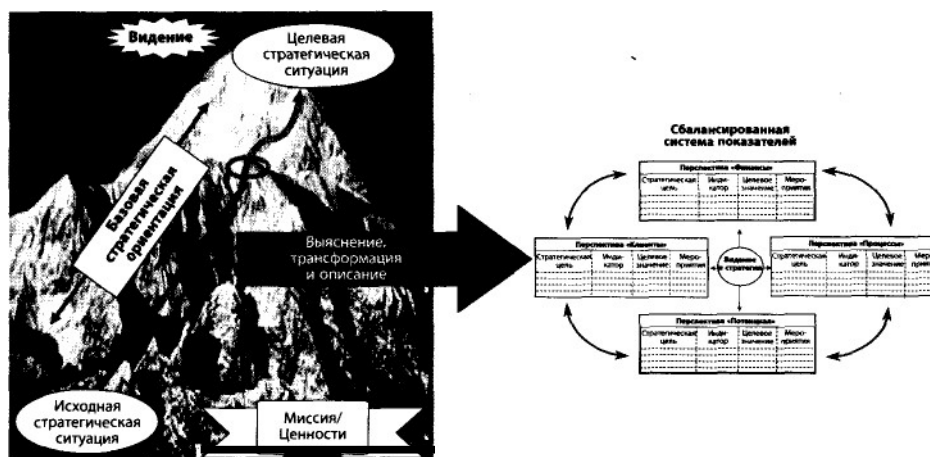 Видение
Целевая
стратегическая
ситуация
Базовая
стратегическая
ориентация
Выяснение,
трансформация
и описание
Исходная
стратегическая
ситуация
Миссия/
Ценности
Сбалансированная
система показателей
Перспектива «Финансы»
Стратегическая цель
Инди-катор
Целевое значение
Меро-приятия
Перспектива «Клиенты»
Стратегическая цель
Инди-катор
Целевое значение
Меро-приятия
Видение
и стратегия
Перспектива «Процессы»
Стратегическая цель
Инди-катор
Целевое значение
Меро-
Перспектива «Потенциал»
Стратегическая цель
Инди-катор
Целевое значение
Меро-приятия